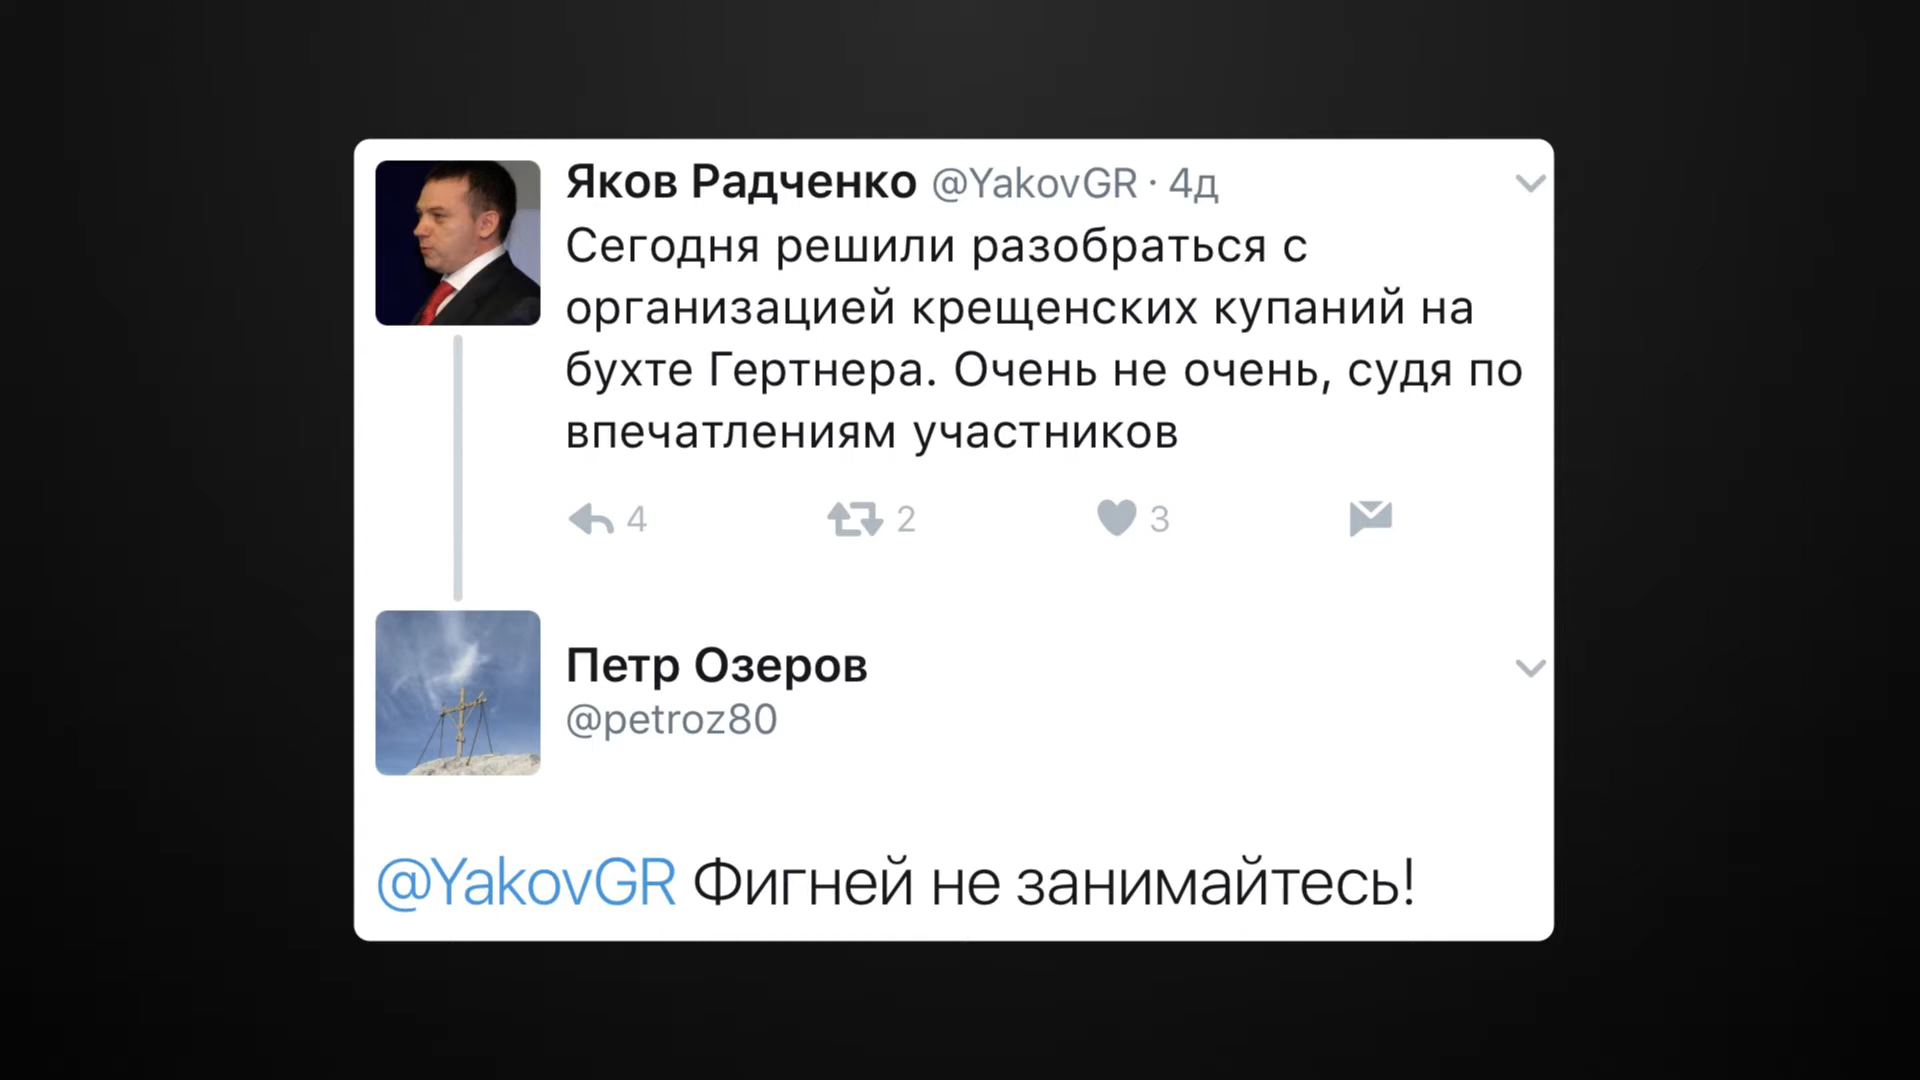 Яков Радченко @YakovGR · 4д
Сегодня решили разобраться с
организацией крещенских купаний на
бухте Гертнера. Очень не очень, судя по
впечатлениям участников
4 2 3
Петр Озеров
@petroz80
@YakovGR Фигней не занимайтесь!